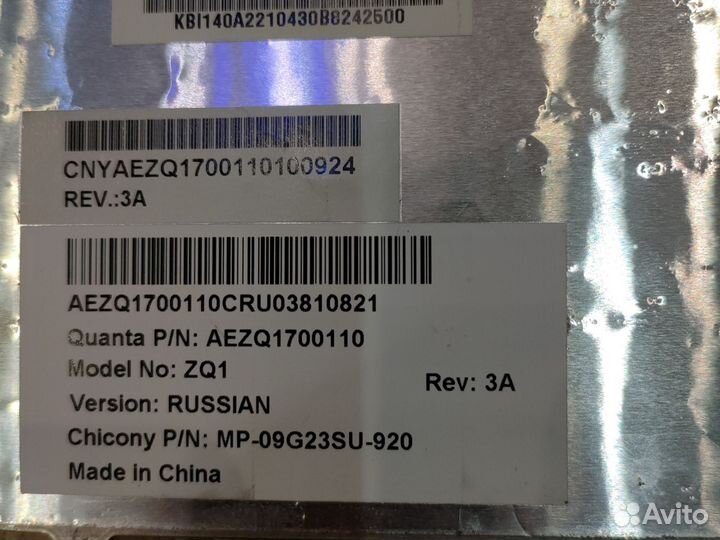 KBI140A2210430B8242500
CNYAEZQ1700110100924
REV.:3A
AEZQ1700110CRU03810821
Quanta P/N: AEZQ1700110
Model No: ZQ1
Rev: 3A
Version: RUSSIAN
Chicony P/N: MP-09G23SU-920
Made in China
Avito